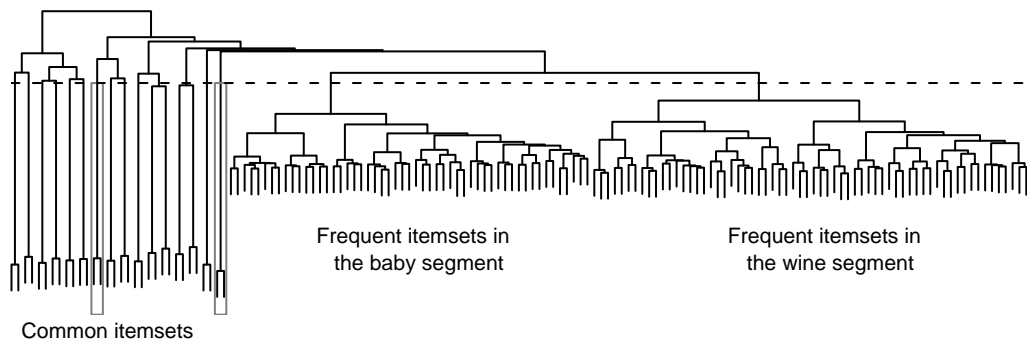 Frequent itemsets in
the baby segment
Frequent itemsets in
the wine segment
Common itemsets